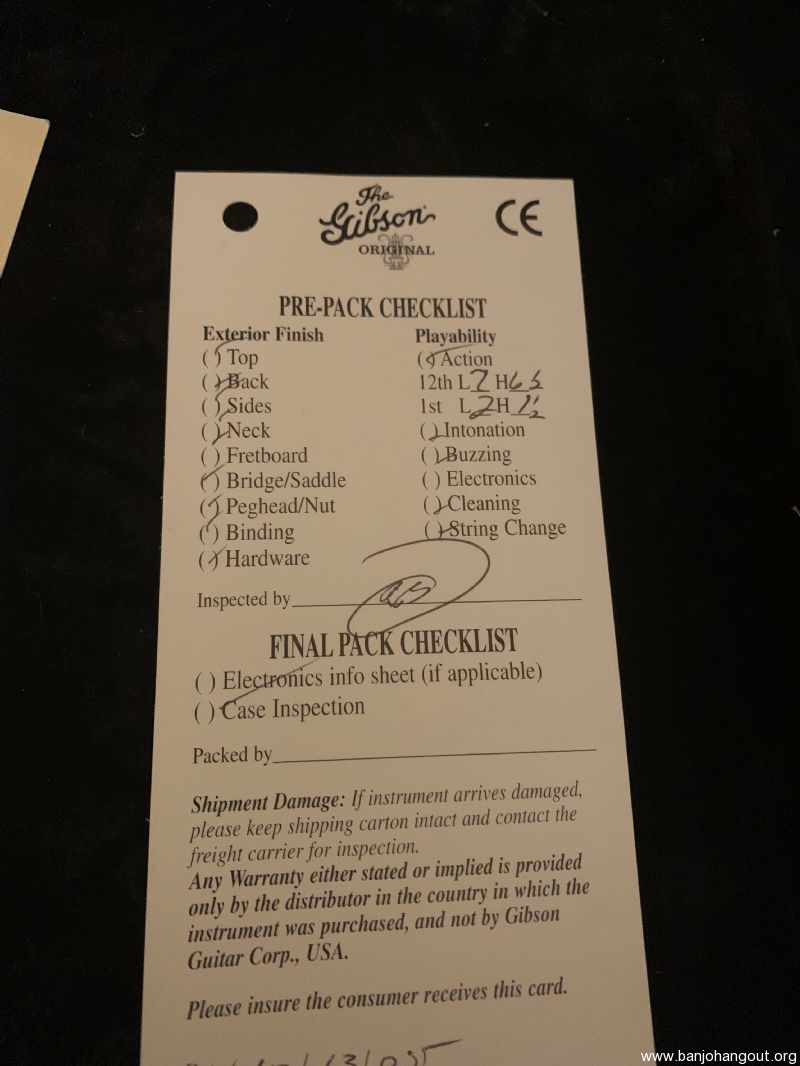 The
Gibson
ORIGINAL
CE
PRE-PACK CHECKLIST
Exterior Finish
( ) Top
( ) Back
( ) Sides
( ) Neck
( ) Fretboard
( ) Bridge/Saddle
( ) Peghead/Nut
( ) Binding
( ) Hardware
Playability
( ) Action
12th L 7 H 6 5
1st L 2 H 1/2
( ) Intonation
( ) Buzzing
( ) Electronics
( ) Cleaning
( ) String Change
Inspected by
FINAL PACK CHECKLIST
( ) Electronics info sheet (if applicable)
( ) Case Inspection
Packed by
Shipment Damage: If instrument arrives damaged,
please keep shipping carton intact and contact the
freight carrier for inspection.
Any Warranty either stated or implied is provided
only by the distributor in the country in which the
instrument was purchased, and not by Gibson
Guitar Corp., USA.
Please insure the consumer receives this card.
www.banjohangout.org